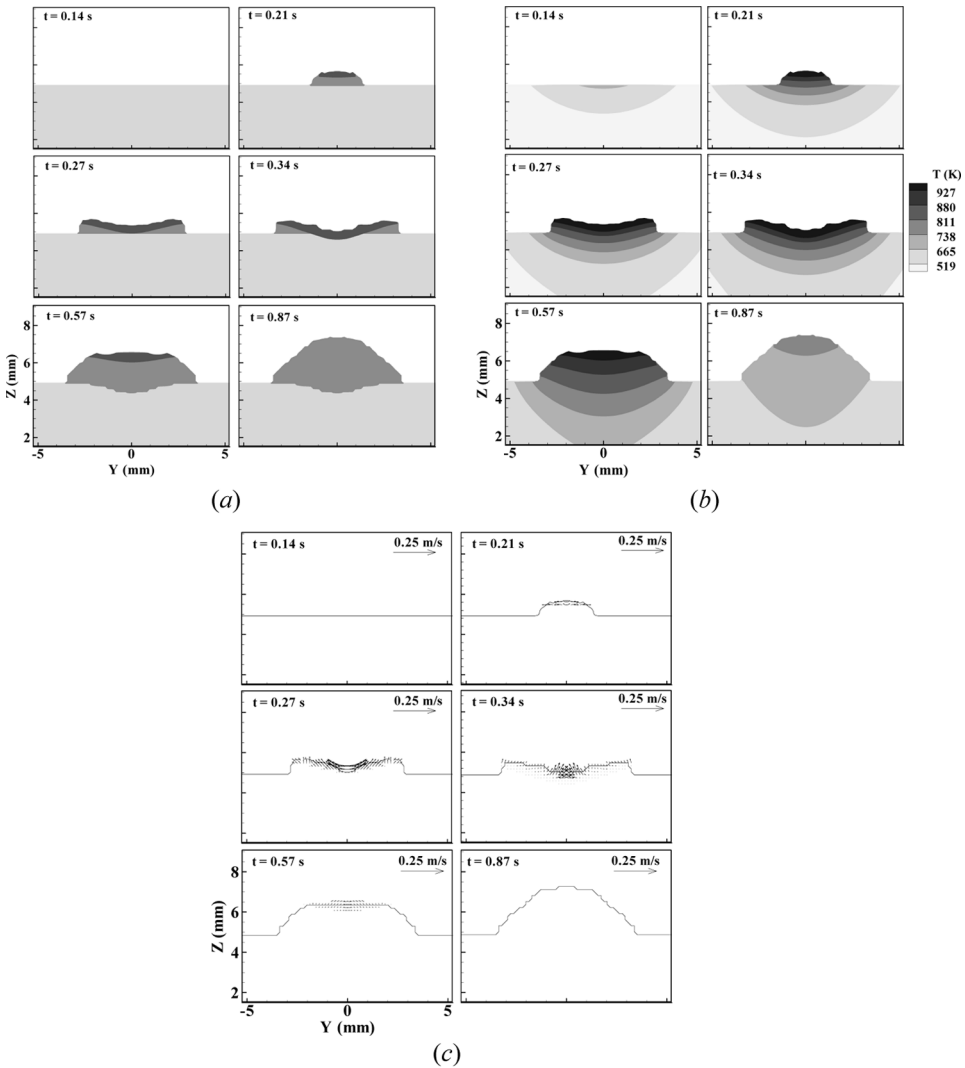 t = 0.14 s
t = 0.21 s
t = 0.27 s
t = 0.34 s
t = 0.57 s
t = 0.87 s
8
6
4
2
Z (mm)
-5
0
5
Y (mm)
(a)
t = 0.14 s
t = 0.21 s
t = 0.27 s
t = 0.34 s
t = 0.57 s
t = 0.87 s
8
6
4
2
Z (mm)
-5
0
5
Y (mm)
T (K)
927
880
811
738
665
519
(b)
t = 0.14 s
0.25 m/s
t = 0.21 s
0.25 m/s
t = 0.27 s
0.25 m/s
t = 0.34 s
0.25 m/s
t = 0.57 s
0.25 m/s
t = 0.87 s
0.25 m/s
8
6
4
2
Z (mm)
-5
0
5
Y (mm)
(c)